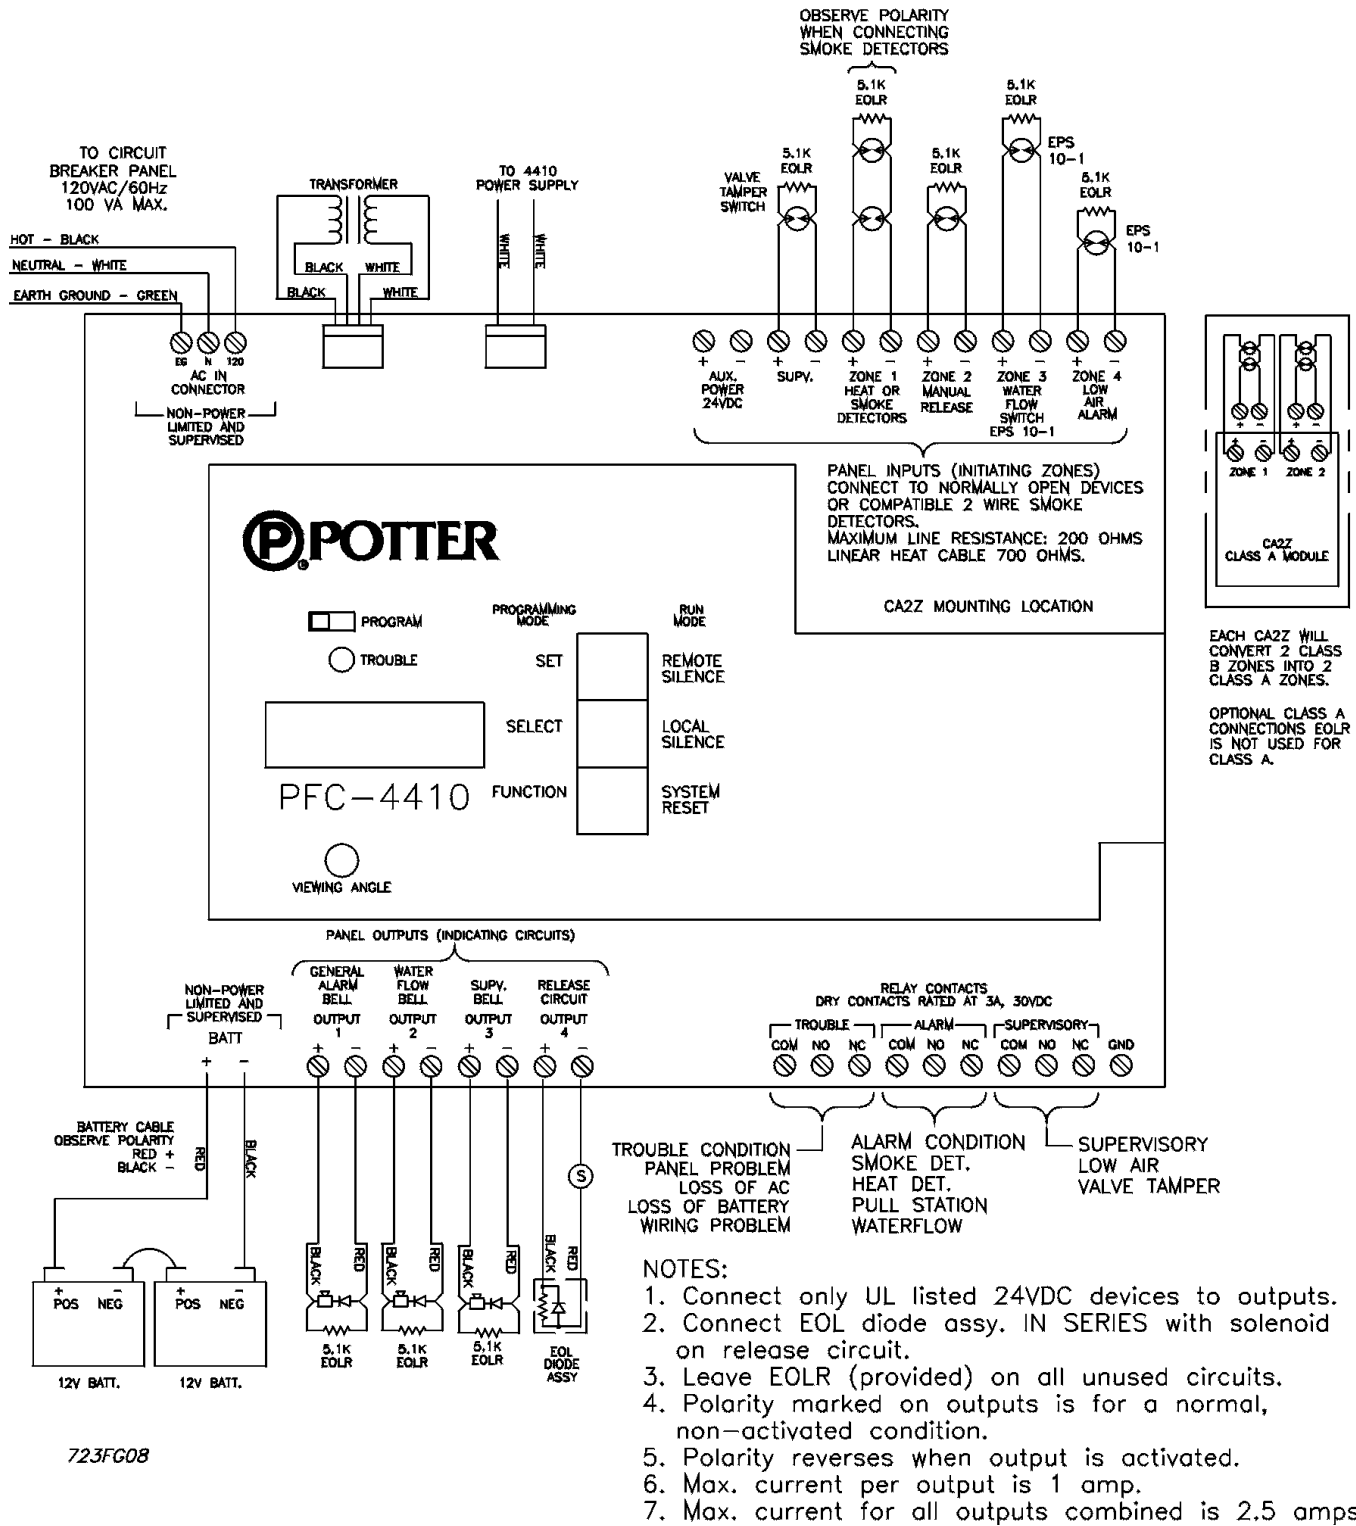 OBSERVE POLARITY
WHEN CONNECTING
SMOKE DETECTORS
5.1K
EOLR
5.1K
EOLR
EPS
10-1
TO CIRCUIT
BREAKER PANEL
120VAC/60Hz
100 VA MAX.
HOT - BLACK
NEUTRAL - WHITE
EARTH GROUND - GREEN
TRANSFORMER
BLACK
WHITE
BLACK
WHITE
TO 4410
POWER SUPPLY
WHITE
WHITE
VALVE
TAMPER
SWITCH
5.1K
EOLR
5.1K
EOLR
5.1K
EOLR
EPS
10-1
EG
N
120
AC IN
CONNECTOR
NON-POWER
LIMITED AND
SUPERVISED
+ -
AUX.
POWER
24VDC
+ -
SUPV.
+ -
ZONE 1
HEAT OR
SMOKE
DETECTORS
+ -
ZONE 2
MANUAL
RELEASE
+ -
ZONE 3
WATER
FLOW
SWITCH
EPS 10-1
+ -
ZONE 4
LOW
AIR
ALARM
PANEL INPUTS (INITIATING ZONES)
CONNECT TO NORMALLY OPEN DEVICES
OR COMPATIBLE 2 WIRE SMOKE
DETECTORS.
MAXIMUM LINE RESISTANCE: 200 OHMS
LINEAR HEAT CABLE 700 OHMS.
CA2Z MOUNTING LOCATION
+ - + -
+ - + -
ZONE 1 ZONE 2
CA2Z
CLASS A MODULE
EACH CA2Z WILL
CONVERT 2 CLASS
B ZONES INTO 2
CLASS A ZONES.
OPTIONAL CLASS A
CONNECTIONS EOLR
IS NOT USED FOR
CLASS A.
P®POTTER
PROGRAM
TROUBLE
PROGRAMMING
MODE
RUN
MODE
SET
REMOTE
SILENCE
SELECT
LOCAL
SILENCE
FUNCTION
SYSTEM
RESET
PFC-4410
VIEWING ANGLE
PANEL OUTPUTS (INDICATING CIRCUITS)
NON-POWER
LIMITED AND
SUPERVISED
BATT
+ -
GENERAL
ALARM
BELL
OUTPUT
1
+ -
WATER
FLOW
BELL
OUTPUT
2
+ -
SUPV.
BELL
OUTPUT
3
+ -
RELEASE
CIRCUIT
OUTPUT
4
+ -
RELAY CONTACTS
DRY CONTACTS RATED AT 3A, 30VDC
TROUBLE
COM NO NC
ALARM
COM NO NC
SUPERVISORY
COM NO NC
GND
BATTERY CABLE
OBSERVE POLARITY
RED +
BLACK -
RED
BLACK
S
TROUBLE CONDITION
PANEL PROBLEM
LOSS OF AC
LOSS OF BATTERY
WIRING PROBLEM
ALARM CONDITION
SMOKE DET.
HEAT DET.
PULL STATION
WATERFLOW
SUPERVISORY
LOW AIR
VALVE TAMPER
BLACK
RED
BLACK
RED
BLACK
RED
BLACK
RED
+ -
POS NEG
+ -
POS NEG
12V BATT.
12V BATT.
5.1K
EOLR
5.1K
EOLR
5.1K
EOLR
EOL
DIODE
ASSY
NOTES:
1. Connect only UL listed 24VDC devices to outputs.
2. Connect EOL diode assy. IN SERIES with solenoid
on release circuit.
3. Leave EOLR (provided) on all unused circuits.
4. Polarity marked on outputs is for a normal,
non-activated condition.
5. Polarity reverses when output is activated.
6. Max. current per output is 1 amp.
7. Max. current for all outputs combined is 2.5 amps
723FG08